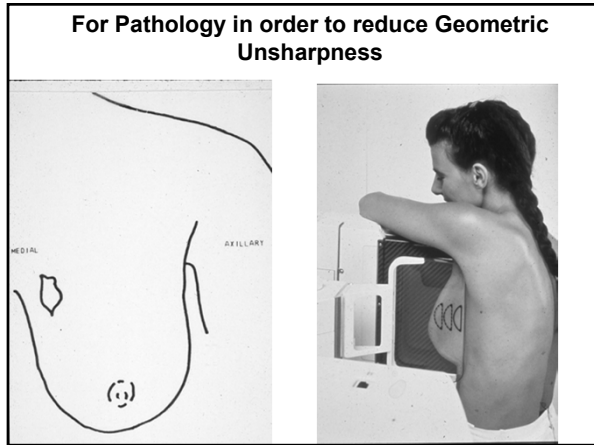 For Pathology in order to reduce Geometric
Unsharpness
MEDIAL
AXILLARY